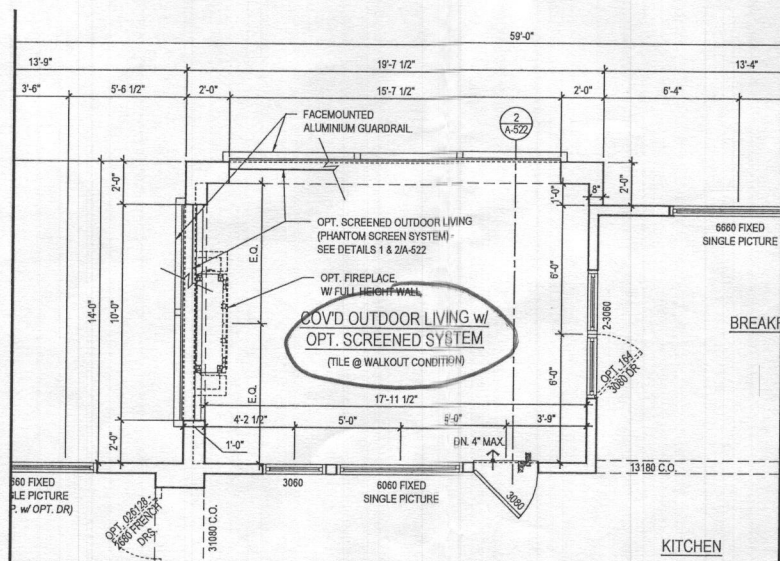 59'-0"
13'-9"
19'-7 1/2"
13'-4"
3'-6"
5'-6 1/2"
2'-0"
15'-7 1/2"
2'-0"
6'-4"
FACEMOUNTED
ALUMINIUM GUARDRAIL.
2
A-522
2'-0"
1'-0"
8"
2'-0"
OPT. SCREENED OUTDOOR LIVING
(PHANTOM SCREEN SYSTEM) -
SEE DETAILS 1 & 2/A-522
6660 FIXED
SINGLE PICTURE
E.Q.
6'-0"
OPT. FIREPLACE
W/ FULL HEIGHT WALL
14'-0"
10'-0"
2-3060
COV'D OUTDOOR LIVING w/
OPT. SCREENED SYSTEM
(TILE @ WALKOUT CONDITION)
BREAKF
OPT. 164
3080 DR
E.Q.
6'-0"
17'-11 1/2"
4'-2 1/2"
5'-0"
3'-9"
2'-0"
1'-0"
DN. 4" MAX.
13180 C.O.
660 FIXED
LE PICTURE
P. w/ OPT. DR)
3060
6060 FIXED
SINGLE PICTURE
3080
OPT. 028128 -
2680 FRENCH
DRS.
31080 C.O.
KITCHEN